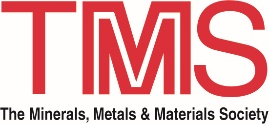 TMS
The Minerals, Metals & Materials Society